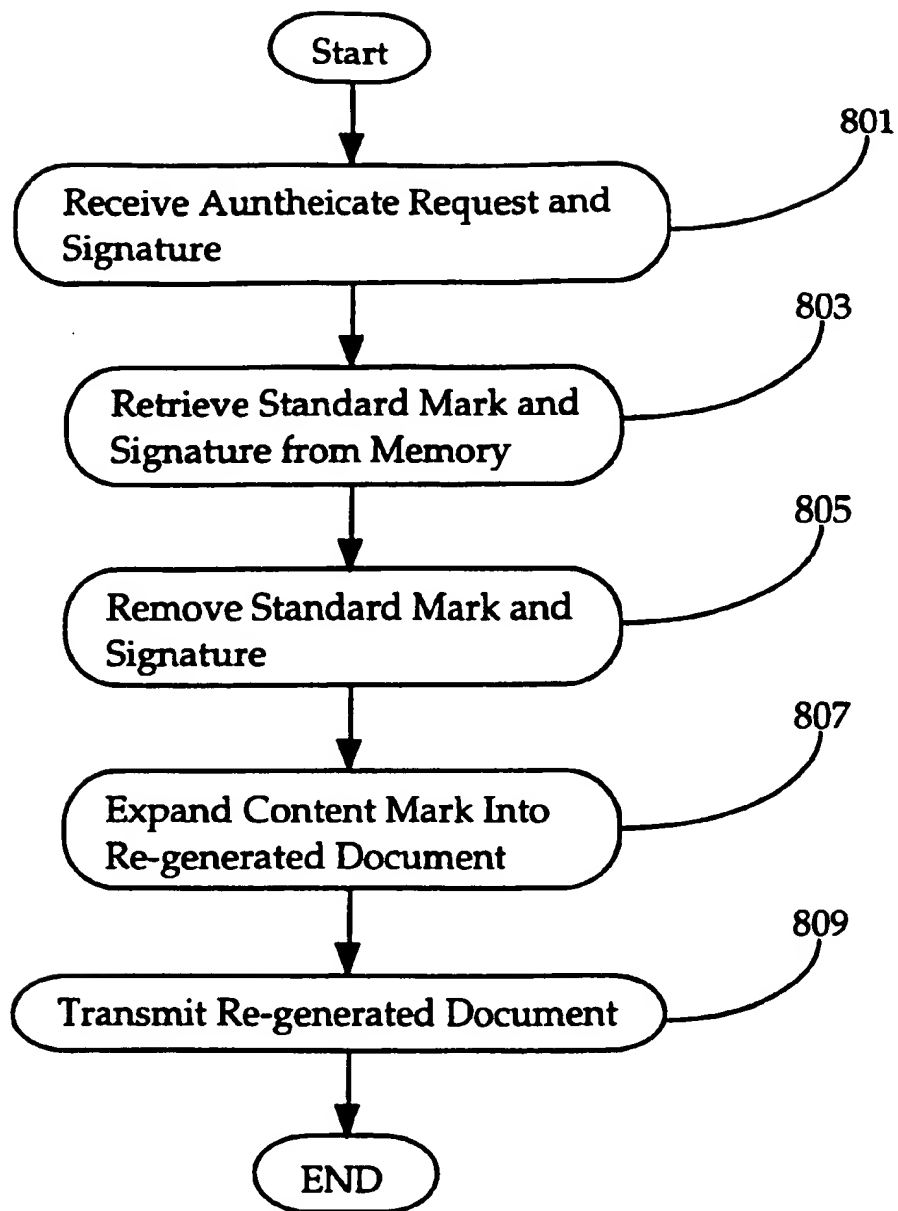 Start
801
Receive Auntheicate Request and
Signature
803
Retrieve Standard Mark and
Signature from Memory
805
Remove Standard Mark and
Signature
807
Expand Content Mark Into
Re-generated Document
809
Transmit Re-generated Document
END